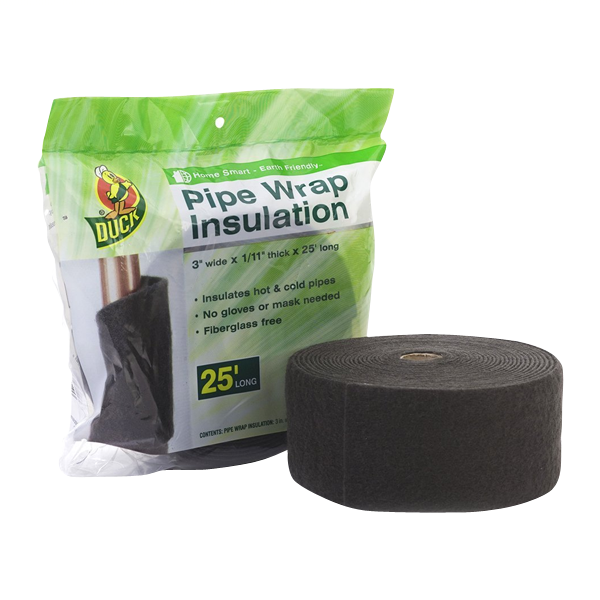 DUCK
®
Home Smart - Earth Friendly™
Pipe Wrap
Insulation
3" wide x 1/11" thick x 25' long
• Insulates hot & cold pipes
• No gloves or mask needed
• Fiberglass free
25' LONG
CONTENTS: PIPE WRAP INSULATION: